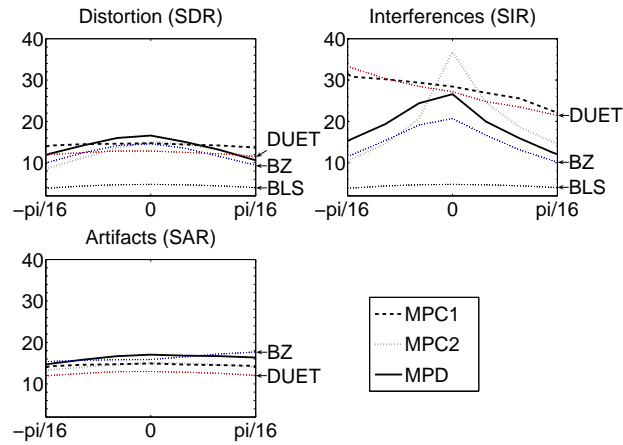 Distortion (SDR)
40
30
20
10
-pi/16 0 pi/16
DUET
BZ
BLS
Interferences (SIR)
40
30
20
10
-pi/16 0 pi/16
DUET
BZ
BLS
Artifacts (SAR)
40
30
20
10
-pi/16 0 pi/16
BZ
DUET
MPC1
MPC2
MPD